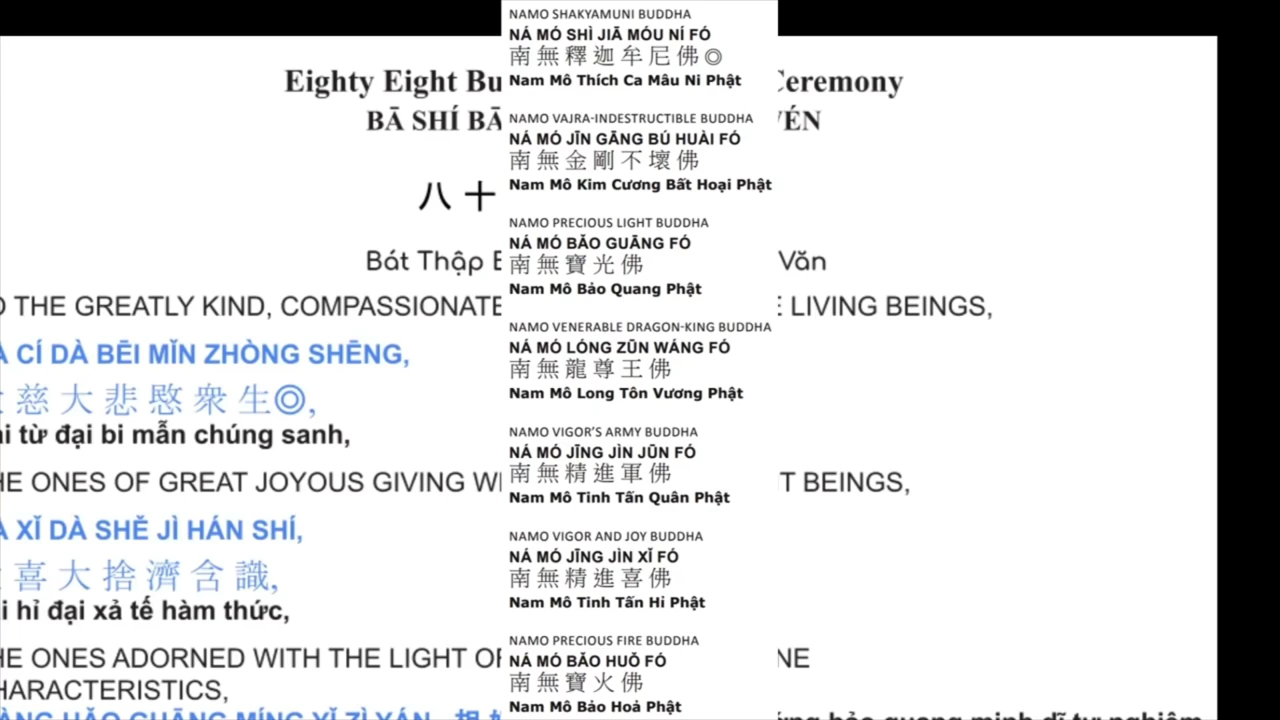 NAMO SHAKYAMUNI BUDDHA
NÁ MÓ SHÌ JIĀ MÓU NÍ FÓ
南無釋迦牟尼佛◎
Nam Mô Thích Ca Mâu Ni Phật
NAMO VAJRA-INDESTRUCTIBLE BUDDHA
NÁ MÓ JĪN GĀNG BÚ HUÀI FÓ
南無金剛不壞佛
Nam Mô Kim Cương Bất Hoại Phật
NAMO PRECIOUS LIGHT BUDDHA
NÁ MÓ BǍO GUĀNG FÓ
南無寶光佛
Nam Mô Bảo Quang Phật
NAMO VENERABLE DRAGON-KING BUDDHA
NÁ MÓ LÓNG ZŪN WÁNG FÓ
南無龍尊王佛
Nam Mô Long Tôn Vương Phật
NAMO VIGOR'S ARMY BUDDHA
NÁ MÓ JĪNG JÌN JŪN FÓ
南無精進軍佛
Nam Mô Tinh Tấn Quân Phật
NAMO VIGOR AND JOY BUDDHA
NÁ MÓ JĪNG JÌN XǏ FÓ
南無精進喜佛
Nam Mô Tinh Tấn Hỉ Phật
NAMO PRECIOUS FIRE BUDDHA
NÁ MÓ BǍO HUǑ FÓ
南無寶火佛
Nam Mô Bảo Hoả Phật
Eighty Eight Bu Ceremony
BĀ SHÍ BĀ VÉN
八十
Bát Thập Văn
THE GREATLY KIND, COMPASSIONATE LIVING BEINGS,
CÍ DÀ BĒI MǏN ZHÒNG SHĒNG,
慈大悲愍衆生◎,
từ đại bi mẫn chúng sanh,
HE ONES OF GREAT JOYOUS GIVING T BEINGS,
XǏ DÀ SHĚ JÌ HÁN SHÍ,
喜大捨濟含識,
hỉ đại xả tế hàm thức,
HE ONES ADORNED WITH THE LIGHT NE
HARACTERISTICS,